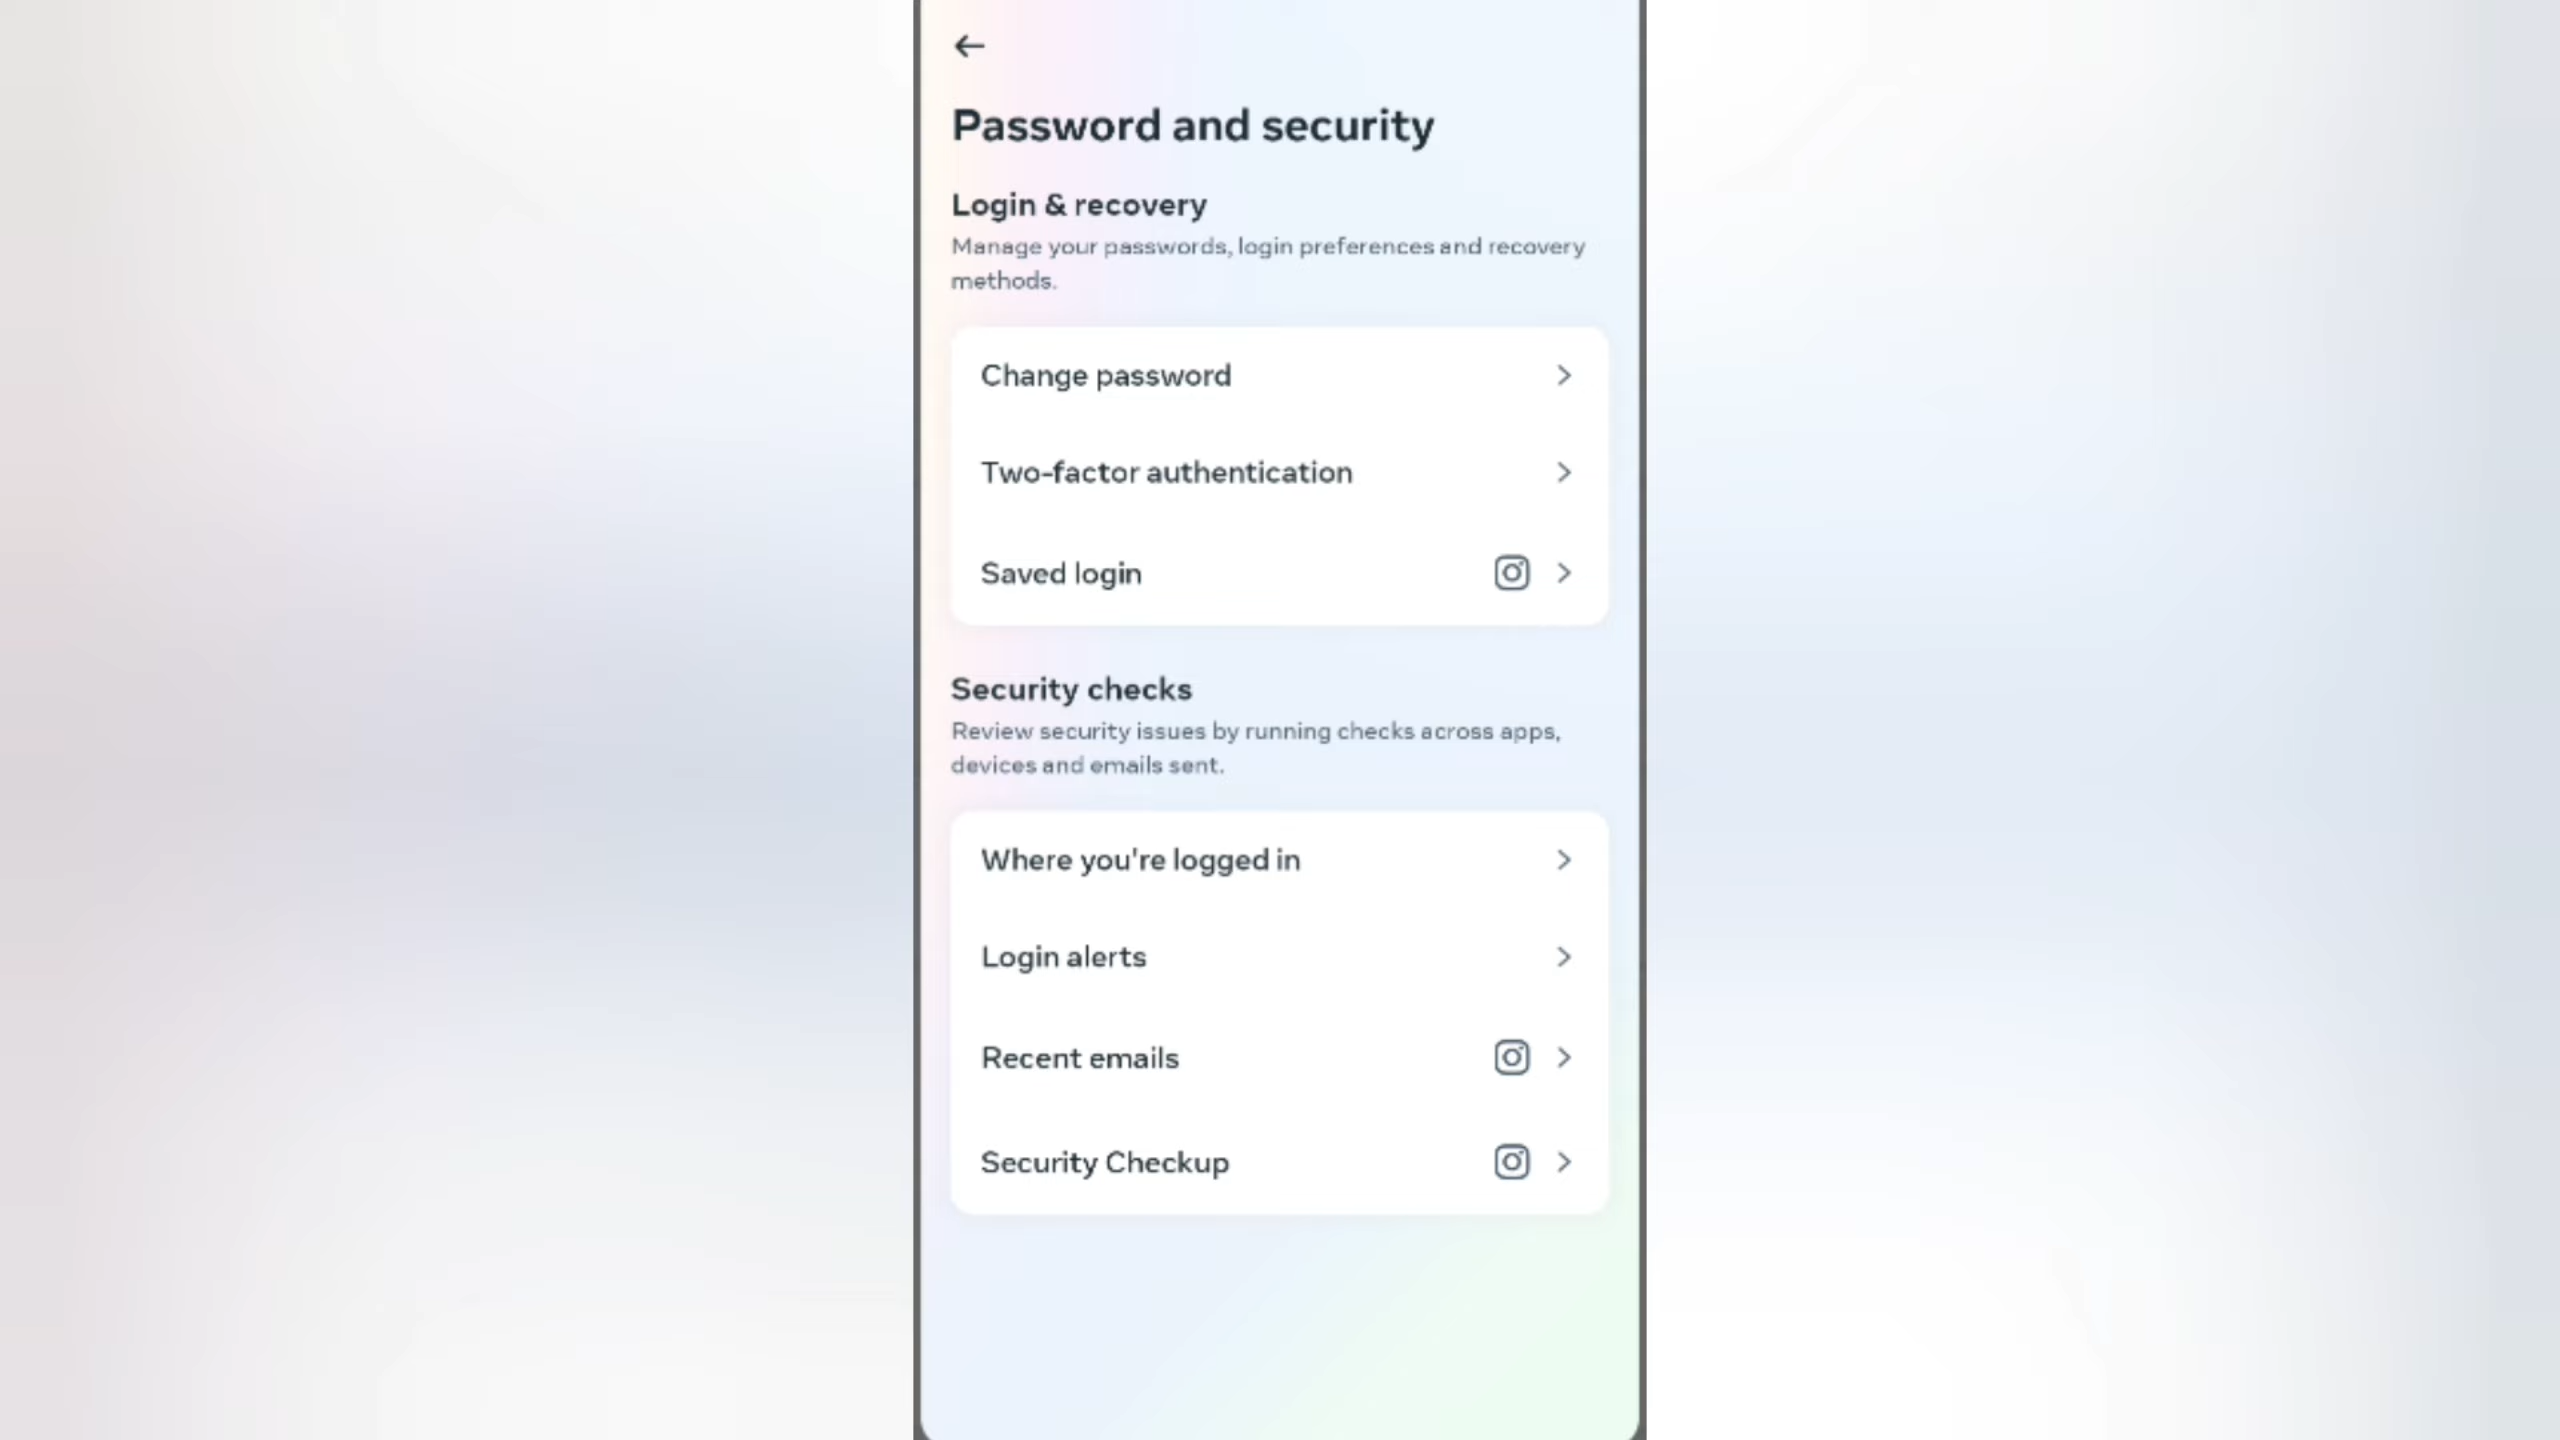 Password and security
Login & recovery
Manage your passwords, login preferences and recovery
methods.
Change password
Two-factor authentication
Saved login
Security checks
Review security issues by running checks across apps,
devices and emails sent.
Where you're logged in
Login alerts
Recent emails
Security Checkup